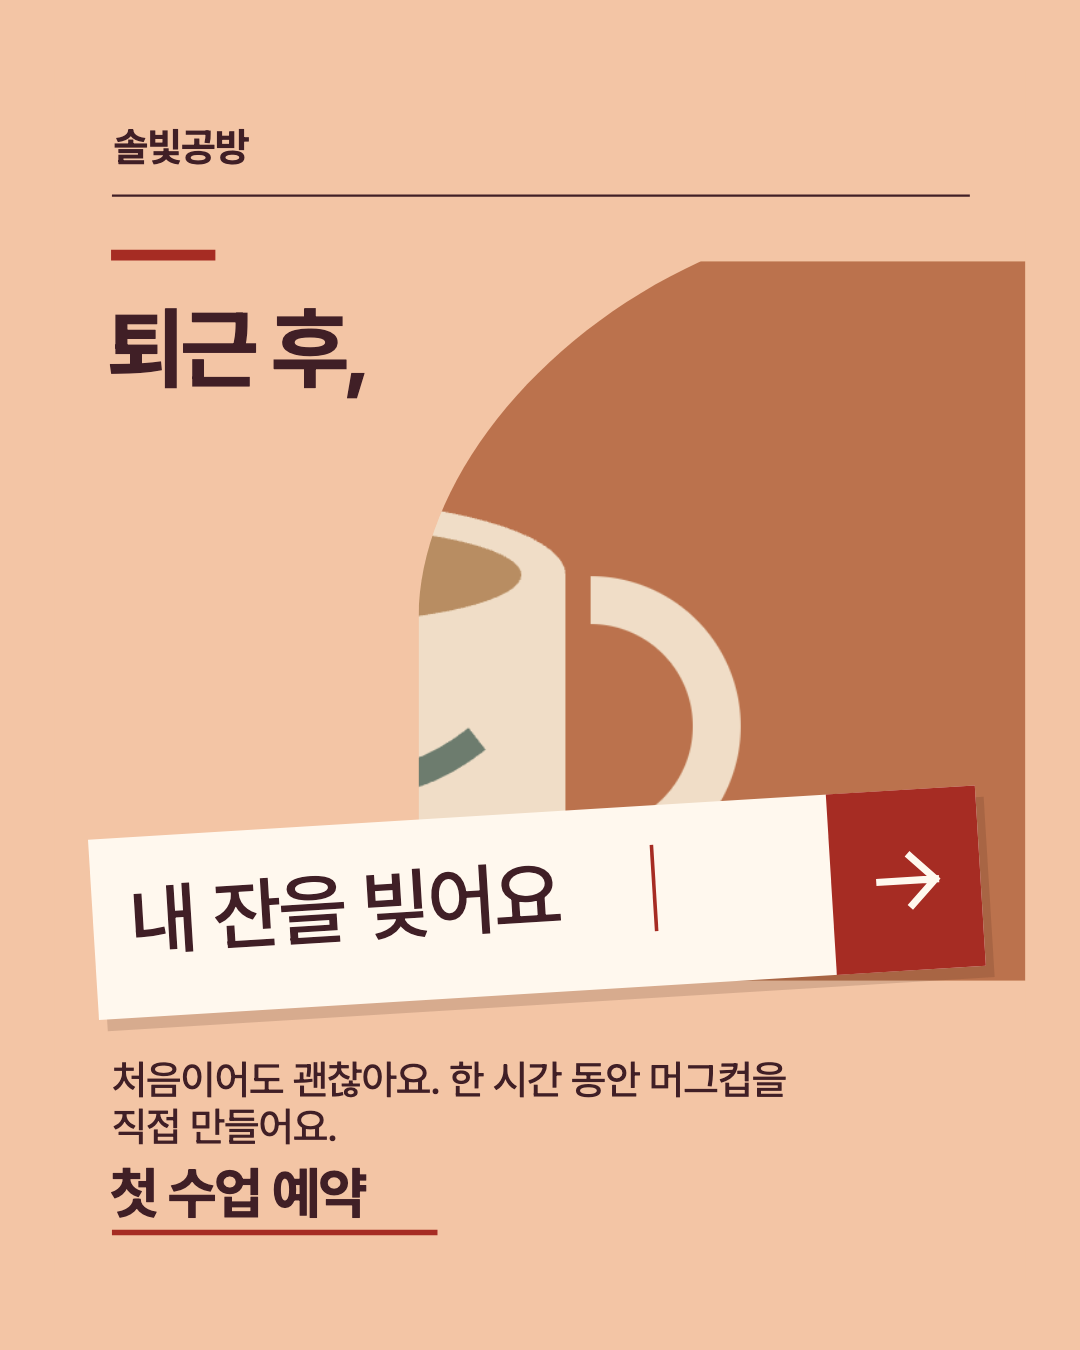 솔빛공방
퇴근 후,
내 잔을 빚어요
처음이어도 괜찮아요. 한 시간 동안 머그컵을
직접 만들어요.
첫 수업 예약